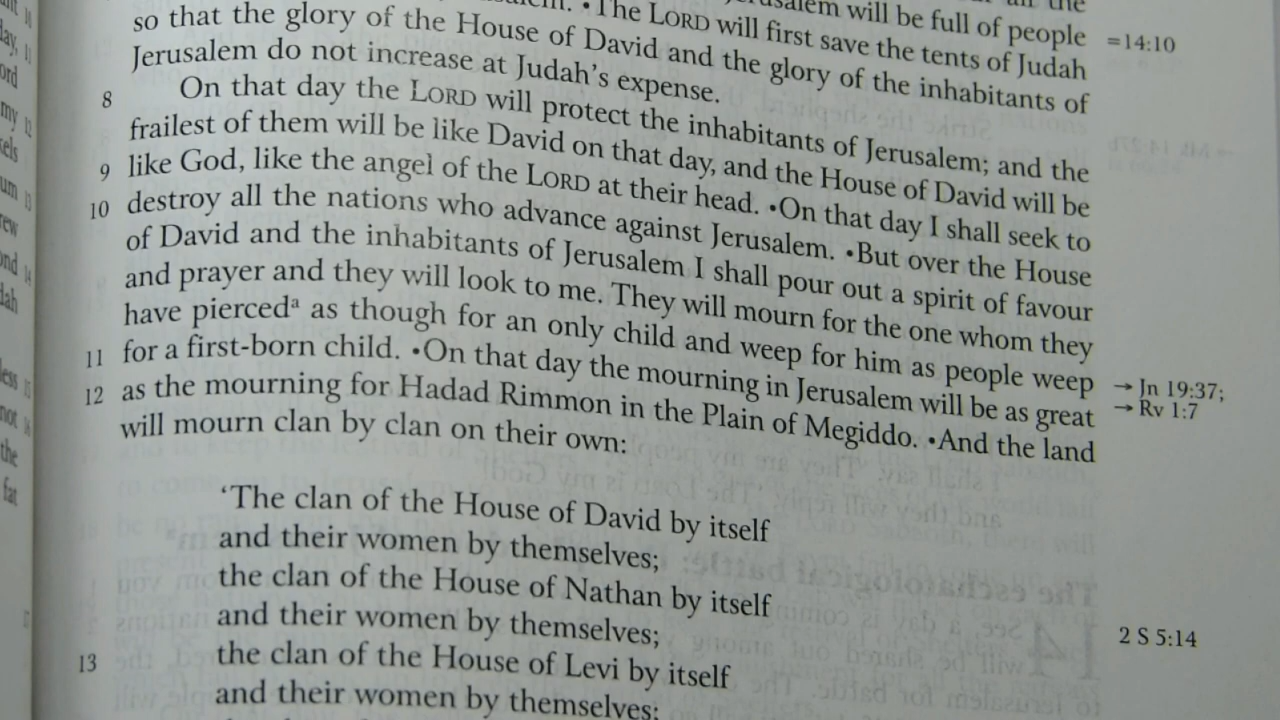 salem will be full of people =14:10
The LORD will first save the tents of Judah
so that the glory of the House of David and the glory of the inhabitants of
Jerusalem do not increase at Judah's expense.
8 On that day the LORD will protect the inhabitants of Jerusalem; and the
frailest of them will be like David on that day, and the House of David will be
9 like God, like the angel of the LORD at their head. •On that day I shall seek to
10 destroy all the nations who advance against Jerusalem. •But over the House
of David and the inhabitants of Jerusalem I shall pour out a spirit of favour
and prayer and they will look to me. They will mourn for the one whom they
have piercedª as though for an only child and weep for him as people weep → Jn 19:37;
11 for a first-born child. •On that day the mourning in Jerusalem will be as great → Rv 1:7
12 as the mourning for Hadad Rimmon in the Plain of Megiddo. •And the land
will mourn clan by clan on their own:
'The clan of the House of David by itself
and their women by themselves;
the clan of the House of Nathan by itself
and their women by themselves; 2 S 5:14
13 the clan of the House of Levi by itself
and their women by themselves;